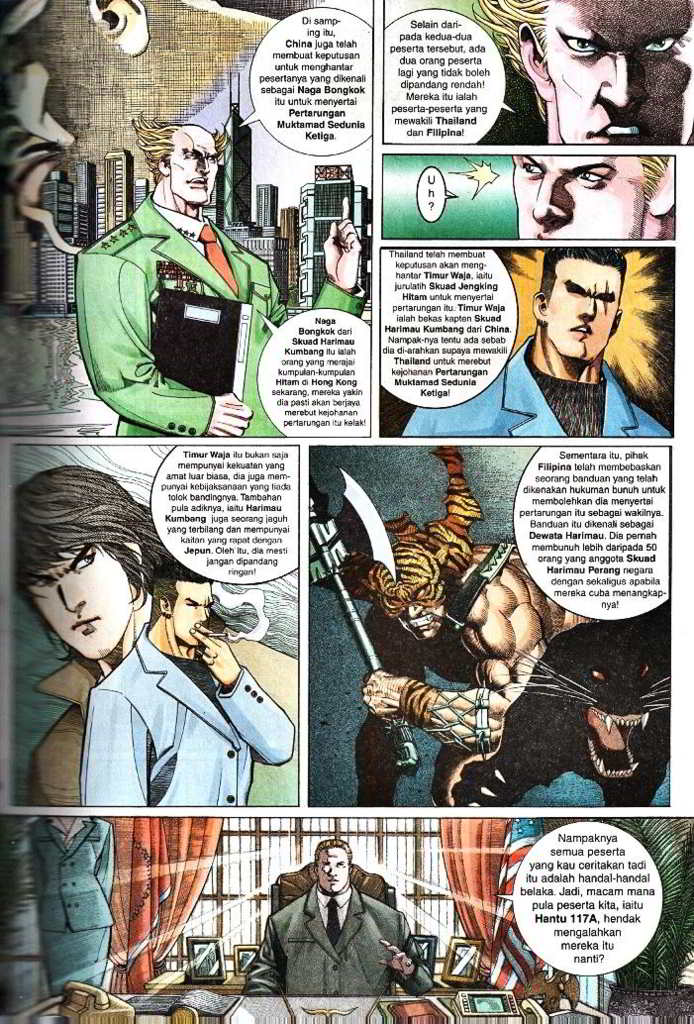 Di samp-
ing itu,
China juga telah
membuat keputusan
untuk menghantar
pesertanya yang dikenali
sebagai Naga Bongkok
itu untuk menyertai
Pertarungan
Muktamad Sedunia
Ketiga.
Naga
Bongkok dari
Skuad Harimau
Kumbang itu ialah
orang yang merajai
kumpulan-kumpulan
Hitam di Hong Kong
sekarang, mereka yakin
dia pasti akan berjaya
merebut kejohanan
pertarungan itu kelak!
Selain dari-
pada kedua-dua
peserta tersebut, ada
dua orang peserta
lagi yang tidak boleh
dipandang rendah!
Mereka itu ialah
peserta-peserta yang
mewakili Thailand
dan Filipina!
Uh
?
Thailand telah membuat
keputusan akan meng-
hantar Timur Waja, iaitu
jurulatih Skuad Jengking
Hitam untuk menyertai
pertarungan itu. Timur Waja
ialah bekas kapten Skuad
Harimau Kumbang dari China.
Nampak-nya tentu ada sebab
dia di-arahkan supaya mewakili
Thailand untuk merebut
kejohanan Pertarungan
Muktamad Sedunia
Ketiga!
Timur Waja itu bukan saja
mempunyai kekuatan yang
amat luar biasa, dia juga mem-
punyai kebijaksanaan yang tiada
tolok bandingnya. Tambahan
pula adiknya, iaitu Harimau
Kumbang juga seorang jaguh
yang terbilang dan mempunyai
kaitan yang rapat dengan
Jepun. Oleh itu, dia mesti
jangan dipandang
ringan!
Sementara itu, pihak
Filipina telah membebaskan
seorang banduan yang telah
dikenakan hukuman bunuh untuk
membolehkan dia menyertai
pertarungan itu sebagai wakilnya.
Banduan itu dikenali sebagai
Dewata Harimau. Dia pernah
membunuh lebih daripada 50
orang yang anggota Skuad
Harimau Perang negara
dengan sekaligus apabila
mereka cuba menangkap-
nya!
Nampaknya
semua peserta
yang kau ceritakan tadi
itu adalah handal-handal
belaka. Jadi, macam mana
pula peserta kita, iaitu
Hantu 117A, hendak
mengalahkan
mereka itu
nanti?